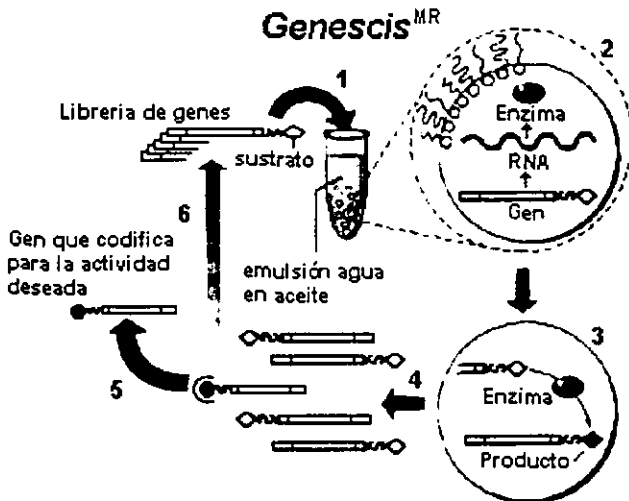 Genescis^MR
1
2
Libreria de genes
sustrato
Enzima
RNA
Gen
6
Gen que codifica
para la actividad
deseada
emulsión agua
en aceite
3
5
4
Enzima
Producto